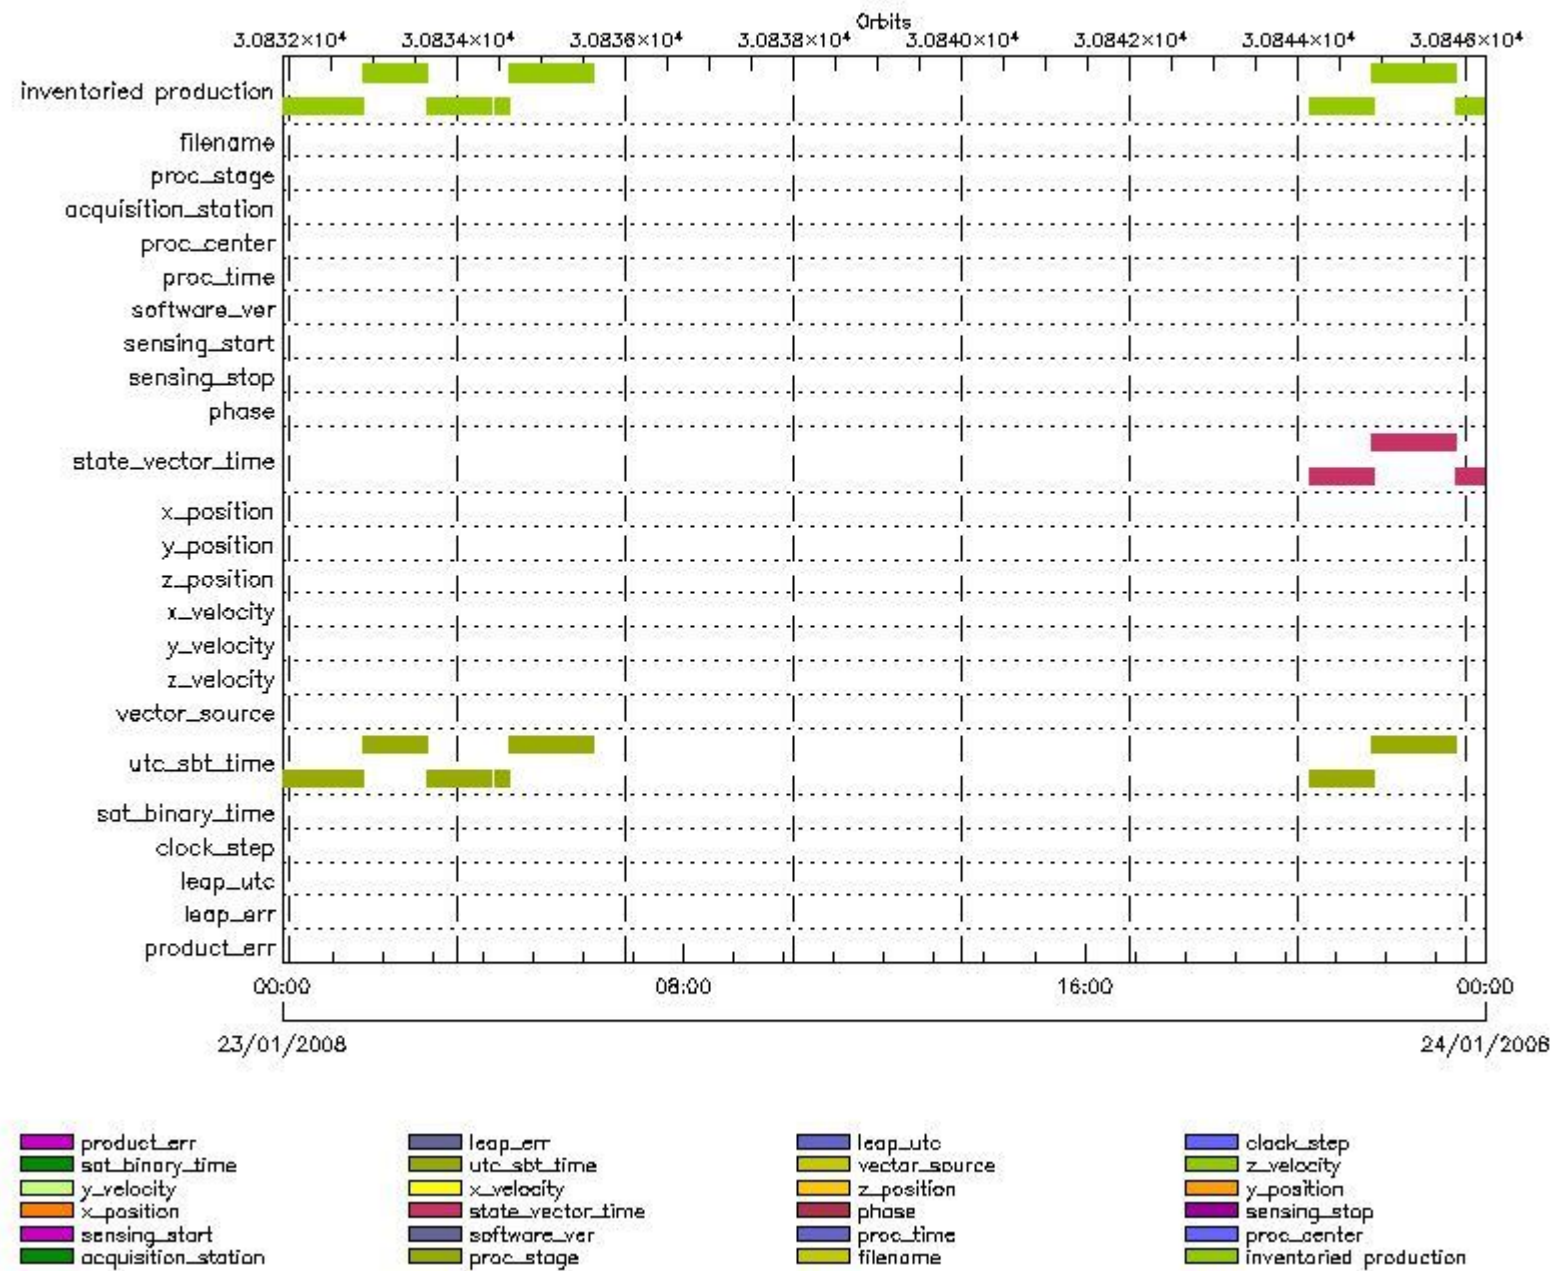 Orbits
3.0832×10⁴ 3.0834×10⁴ 3.0836×10⁴ 3.0838×10⁴ 3.0840×10⁴ 3.0842×10⁴ 3.0844×10⁴ 3.0846×10⁴
inventoried production
filename
proc_stage
acquisition_station
proc_center
proc_time
software_ver
sensing_start
sensing_stop
phase
state_vector_time
x_position
y_position
z_position
x_velocity
y_velocity
z_velocity
vector_source
utc_sbt_time
sat_binary_time
clock_step
leap_utc
leap_err
product_err
00:00 08:00 16:00 00:00
23/01/2008 24/01/2008
product_err leap_err leap_utc clock_step
sat_binary_time utc_sbt_time vector_source z_velocity
y_velocity x_velocity z_position y_position
x_position state_vector_time phase sensing_stop
sensing_start software_ver proc_time proc_center
acquisition_station proc_stage filename inventoried production